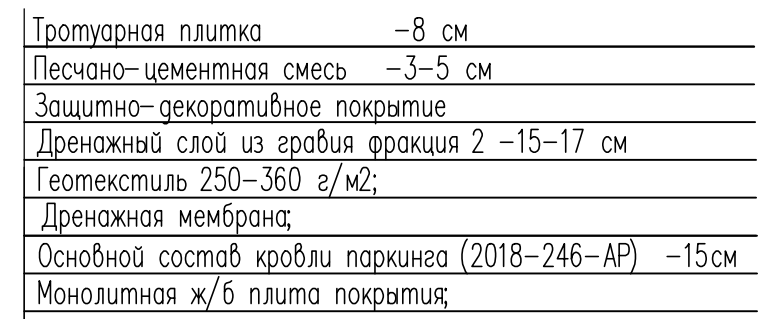 Тротуарная плитка -8 см
Песчано-цементная смесь -3-5 см
Защитно-декоративное покрытие
Дренажный слой из гравия фракция 2 -15-17 см
Геотекстиль 250-360 г/м2;
Дренажная мембрана;
Основной состав кровли паркинга (2018-246-АР) -15см
Монолитная ж/б плита покрытия;